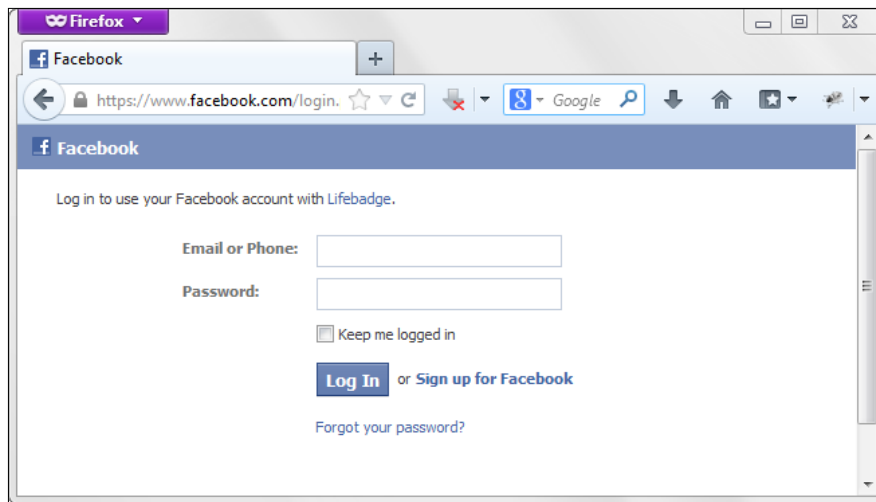 Firefox
Facebook
https://www.facebook.com/login.
8 Google
Facebook
Log in to use your Facebook account with Lifebadge.
Email or Phone:
Password:
Keep me logged in
Log In or Sign up for Facebook
Forgot your password?